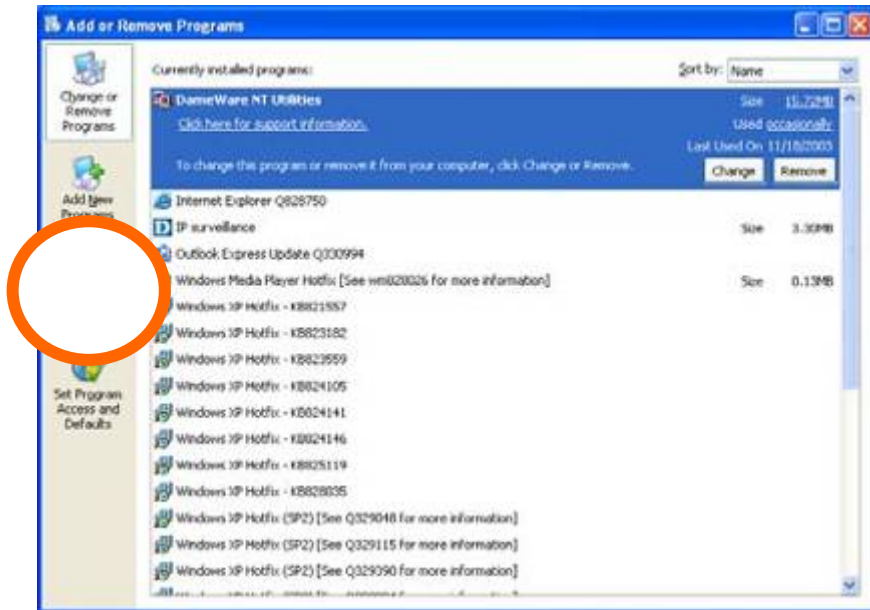 Add or Remove Programs
Change or
Remove
Programs
Add New
Programs
Set Program
Access and
Defaults
Currently installed programs:
Sort by: Name
DameWare NT Utilities
Size 15.72MB
Click here for support information.
Used occasionally
Last Used On 11/18/2003
To change this program or remove it from your computer, click Change or Remove.
Change Remove
Internet Explorer Q828750
IP surveillance Size 3.30MB
Outlook Express Update Q330994
Windows Media Player Hotfix [See wm828026 for more information] Size 0.13MB
Windows XP Hotfix - KB821557
Windows XP Hotfix - KB823182
Windows XP Hotfix - KB823559
Windows XP Hotfix - KB824105
Windows XP Hotfix - KB824141
Windows XP Hotfix - KB824146
Windows XP Hotfix - KB825119
Windows XP Hotfix - KB828035
Windows XP Hotfix (SP2) [See Q329048 for more information]
Windows XP Hotfix (SP2) [See Q329115 for more information]
Windows XP Hotfix (SP2) [See Q329390 for more information]